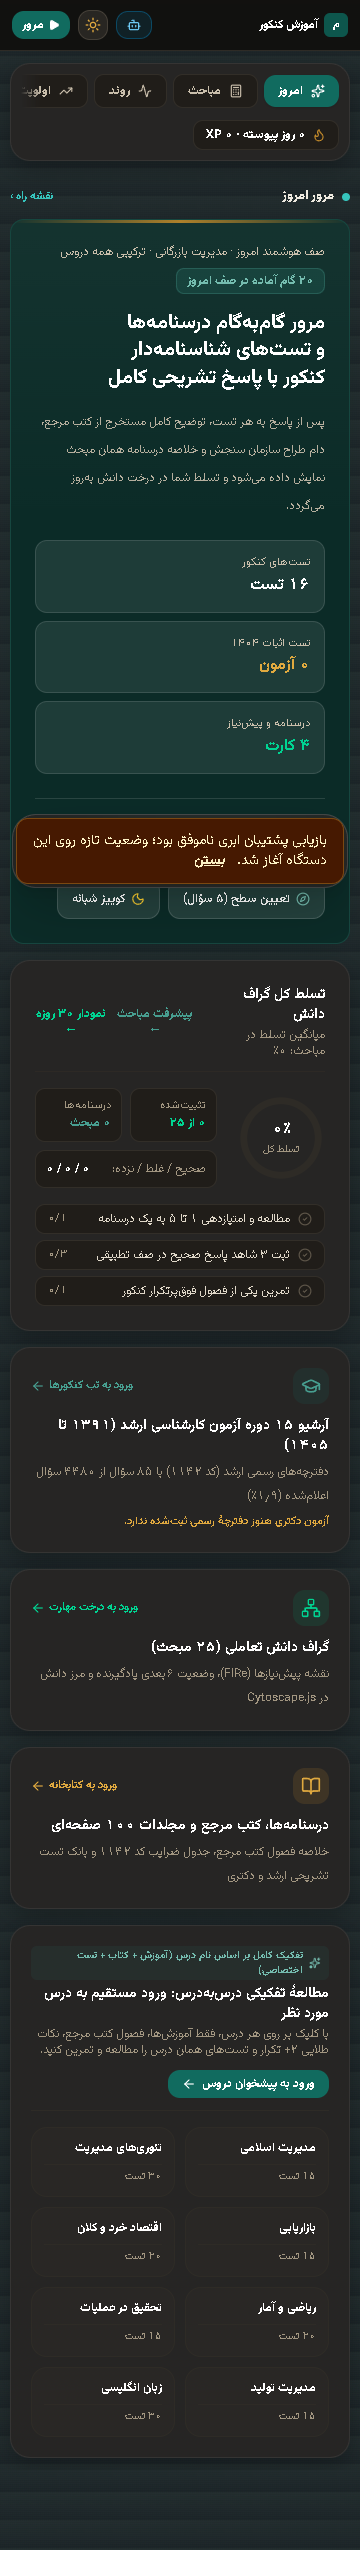 م
آموزش کنکور
مرور
امروز
مباحث
روند
۰ روز پیوسته · ۰ XP
مرور امروز
نقشه راه ›
صف هوشمند امروز · مدیریت بازرگانی · ترکیبی همه دروس
۲۰ گام آماده در صف امروز
مرور گام‌به‌گام درسنامه‌ها
و تست‌های شناسنامه‌دار
کنکور با پاسخ تشریحی کامل
پس از پاسخ به هر تست، توضیح کامل مستخرج از کتب مرجع،
دام طراح سازمان سنجش و خلاصه درسنامه همان مبحث
نمایش داده می‌شود و تسلط شما در درخت دانش به‌روز
می‌گردد.
تست‌های کنکور
۱۶ تست
تست اثبات ۱۴۰۴
۰ آزمون
درسنامه و پیش‌نیاز
۴ کارت
بازیابی پشتیبان ابری ناموفق بود؛ وضعیت تازه روی این
دستگاه آغاز شد. بستن
تعیین سطح (۵ سؤال)
کوییز شبانه
تسلط کل گراف
دانش
میانگین تسلط در
مباحث: ۰٪
پیشرفت مباحث
←
نمودار ۳۰ روزه
←
۰٪
تسلط کل
تثبیت‌شده
۰ از ۲۵
درسنامه‌ها
۰ مبحث
صحیح / غلط / نزده:
۰ / ۰ / ۰
مطالعه و امتیازدهی ۱ تا ۵ به یک درسنامه
۰/۱
ثبت ۳ شاهد پاسخ صحیح در صف تطبیقی
۰/۳
تمرین یکی از فصول فوق‌پرتکرار کنکور
۰/۱
ورود به تب کنکورها ←
آرشیو ۱۵ دوره آزمون کارشناسی ارشد (۱۳۹۱ تا
۱۴۰۵)
دفترچه‌های رسمی ارشد (کد ۱۱۴۲) با ۸۵ سؤال از ۴۴۸۰ سؤال
اعلام‌شده (۱٫۹٪)
آزمون دکتری هنوز دفترچهٔ رسمی ثبت‌شده ندارد.
ورود به درخت مهارت ←
گراف دانش تعاملی (۲۵ مبحث)
نقشه پیش‌نیازها (FIRe)، وضعیت ۶بعدی یادگیرنده و مرز دانش
در Cytoscape.js
ورود به کتابخانه ←
درسنامه‌ها، کتب مرجع و مجلدات ۱۰۰ صفحه‌ای
خلاصه فصول کتب مرجع، جدول ضرایب کد ۱۱۴۲ و بانک تست
تشریحی ارشد و دکتری
تفکیک کامل بر اساس نام درس (آموزش + کتاب + تست
اختصاصی)
مطالعهٔ تفکیکی درس‌به‌درس: ورود مستقیم به درس
مورد نظر
با کلیک بر روی هر درس، فقط آموزش‌ها، فصول کتب مرجع، نکات
طلایی ۲+ تکرار و تست‌های همان درس را مطالعه و تمرین کنید.
ورود به پیشخوان دروس ←
مدیریت اسلامی
۱۵ تست
تئوری‌های مدیریت
۳۰ تست
بازاریابی
۱۵ تست
اقتصاد خرد و کلان
۲۰ تست
ریاضی و آمار
۲۰ تست
تحقیق در عملیات
۱۵ تست
مدیریت تولید
۱۵ تست
زبان انگلیسی
۳۰ تست